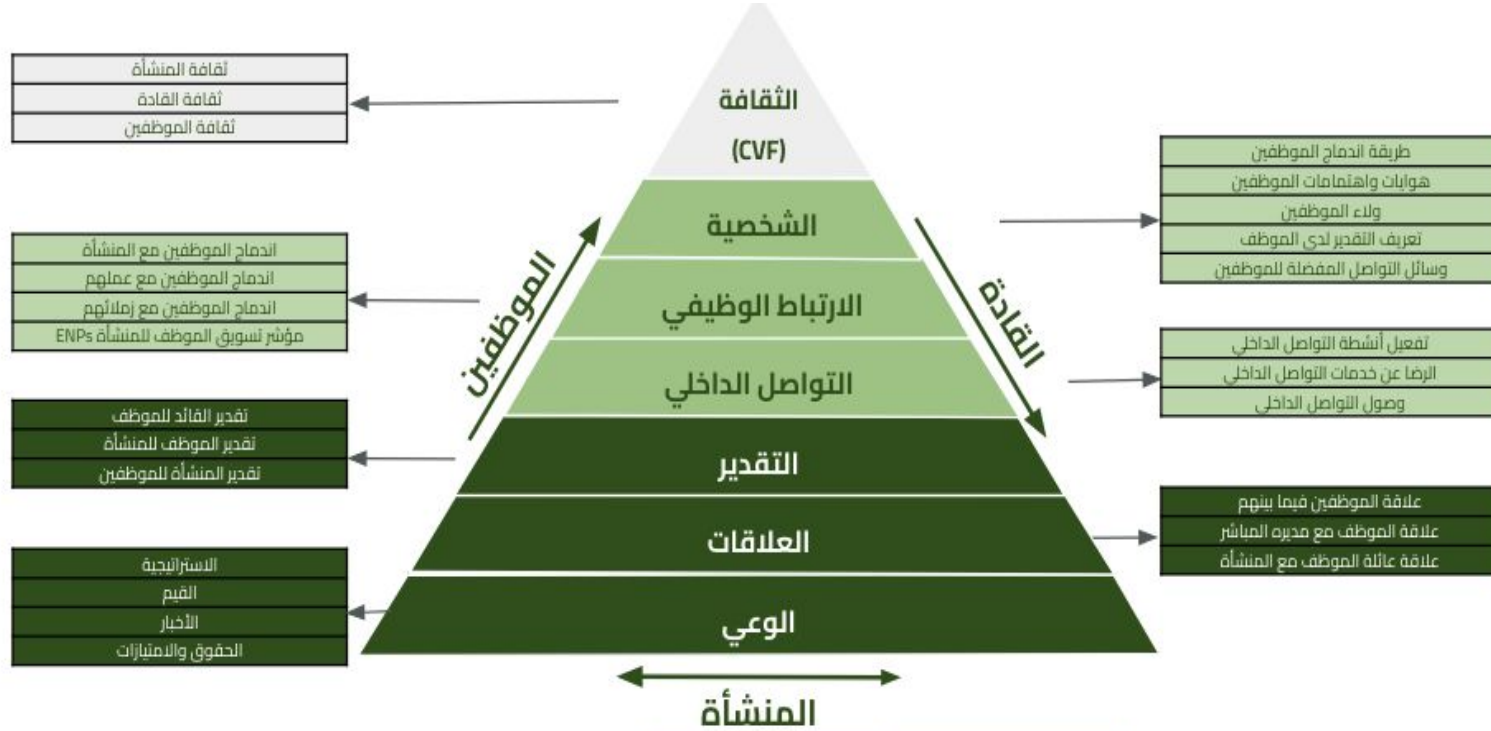 الثقافة
(CVF)
الشخصية
الارتباط الوظيفي
التواصل الداخلي
التقدير
العلاقات
الوعي
المنشأة
القادة
الموظفين
طريقة اندماج الموظفين
هوايات واهتمامات الموظفين
ولاء الموظفين
تعريف التقدير لدى الموظف
وسائل التواصل المفضلة للموظفين
تفعيل أنشطة التواصل الداخلي
الرضا عن خدمات التواصل الداخلي
وصول التواصل الداخلي
علاقة الموظفين فيما بينهم
علاقة الموظف مع مديره المباشر
علاقة عائلة الموظف مع المنشأة
ثقافة المنشأة
ثقافة القادة
ثقافة الموظفين
اندماج الموظفين مع المنشأة
اندماج الموظفين مع عملهم
اندماج الموظفين مع زملائهم
مؤشر تسويق الموظف للمنشأة ENPs
تقدير القائد للموظف
تقدير الموظف للمنشأة
تقدير المنشأة للموظفين
الاستراتيجية
القيم
الأخبار
الحقوق والامتيازات